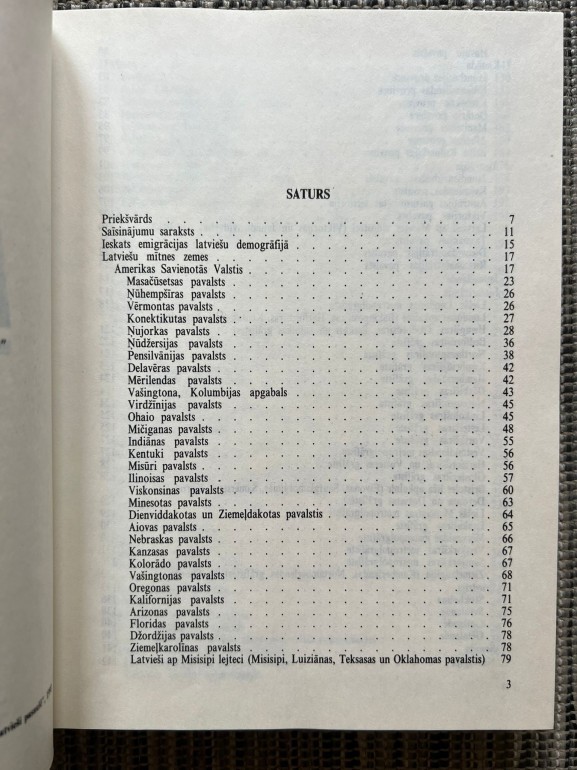 SATURS
Priekšvārds . . . . . . . . . . . . . . . . . . 7
Saīsinājumu saraksts . . . . . . . . . . . . . . . . 11
Ieskats emigrācijas latviešu demogrāfijā . . . . . . . . . . . 15
Latviešu mītnes zemes . . . . . . . . . . . . . . . . 17
Amerikas Savienotās Valstis . . . . . . . . . . . . . . 17
Masačūsetsas pavalsts . . . . . . . . . . . . . . . 23
Ņūhempšīras pavalsts . . . . . . . . . . . . . . . 26
Vērmontas pavalsts . . . . . . . . . . . . . . . . 26
Konektikutas pavalsts . . . . . . . . . . . . . . . 27
Ņujorkas pavalsts . . . . . . . . . . . . . . . . 28
Ņūdžersijas pavalsts . . . . . . . . . . . . . . . 36
Pensilvānijas pavalsts . . . . . . . . . . . . . . . 38
Delavēras pavalsts . . . . . . . . . . . . . . . . 42
Mērilendas pavalsts . . . . . . . . . . . . . . . 42
Vašingtona, Kolumbijas apgabals . . . . . . . . . . . . 43
Virdžīnijas pavalsts . . . . . . . . . . . . . . . 45
Ohaio pavalsts . . . . . . . . . . . . . . . . . 45
Mičiganas pavalsts . . . . . . . . . . . . . . . . 48
Indiānas pavalsts . . . . . . . . . . . . . . . . 55
Kentuki pavalsts . . . . . . . . . . . . . . . . 56
Misūri pavalsts . . . . . . . . . . . . . . . . . 56
Ilinoisas pavalsts . . . . . . . . . . . . . . . . 57
Viskonsinas pavalsts . . . . . . . . . . . . . . . 60
Minesotas pavalsts . . . . . . . . . . . . . . . . 63
Dienviddakotas un Ziemeļdakotas pavalstis . . . . . . . . . . 64
Aiovas pavalsts . . . . . . . . . . . . . . . . . 65
Nebraskas pavalsts . . . . . . . . . . . . . . . . 66
Kanzasas pavalsts . . . . . . . . . . . . . . . . 67
Kolorādo pavalsts . . . . . . . . . . . . . . . . 67
Vašingtonas pavalsts . . . . . . . . . . . . . . . 68
Oregonas pavalsts . . . . . . . . . . . . . . . . 71
Kalifornijas pavalsts . . . . . . . . . . . . . . . 71
Arizonas pavalsts . . . . . . . . . . . . . . . . 75
Floridas pavalsts . . . . . . . . . . . . . . . . 76
Džordžijas pavalsts . . . . . . . . . . . . . . . . 78
Ziemeļkarolīnas pavalsts . . . . . . . . . . . . . . 78
Latvieši ap Misisipi lejteci (Misisipi, Luiziānas, Teksasas un Oklahomas pavalstis) 79
3